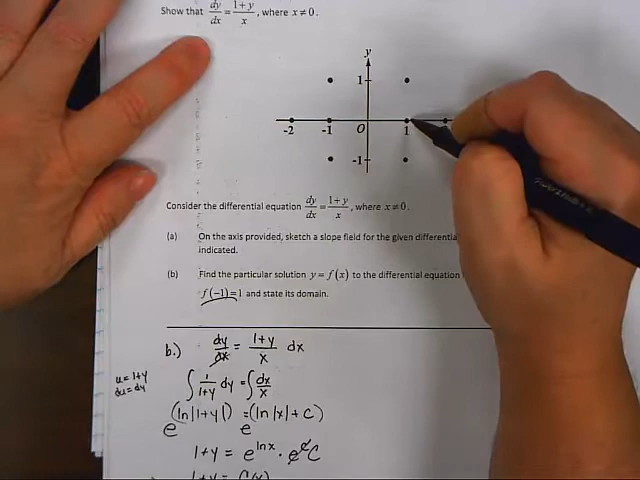 Show that dy/dx = 1+y/x, where x≠0.
y
1
-2 -1 O 1
-1
Consider the differential equation dy/dx = 1+y/x, where x≠0.
(a) On the axis provided, sketch a slope field for the given
indicated.
(b) Find the particular solution y=f(x) to the differential equation
f(-1)=1 and state its domain.
b.) dy/dx = 1+y/x dx
u=1+y
du=dy
∫ 1/1+y dy = ∫ dx/x
e^(ln|1+y|) = e^(ln|x|+C)
1+y = e^lnx · e^c C